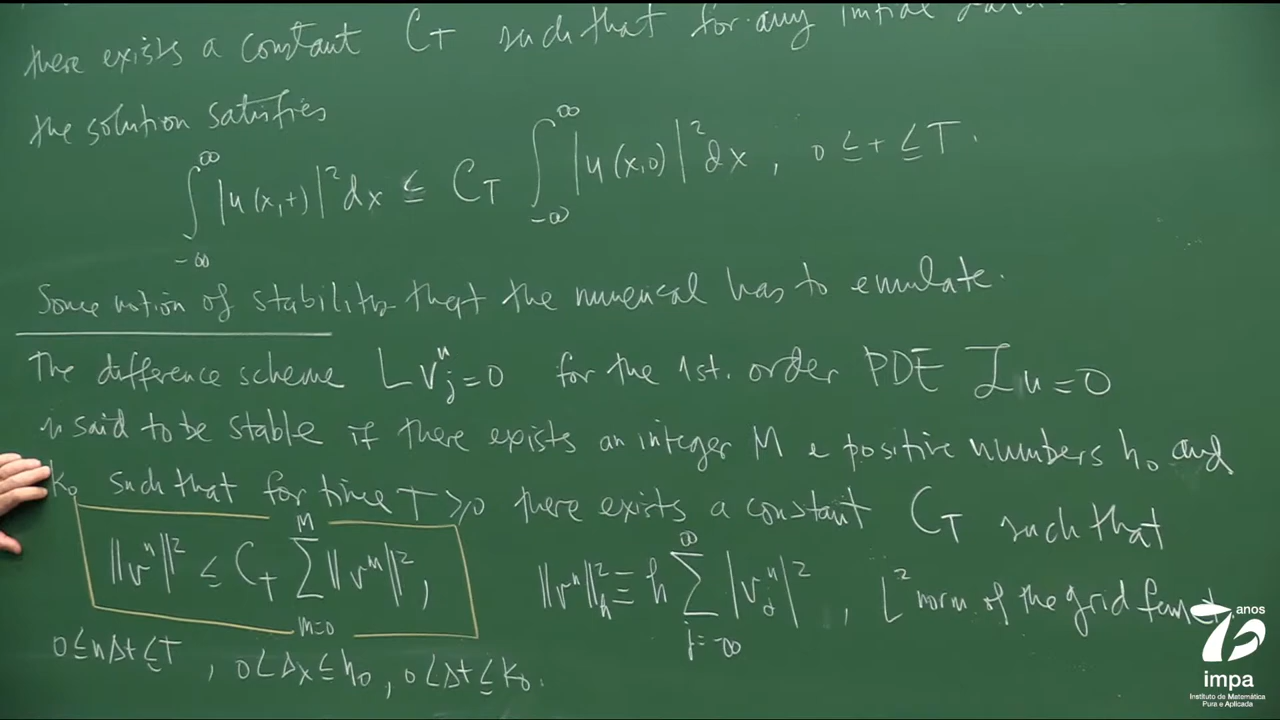 there exists a constant C_T such that for any initial data
the solution satisfies
∫_{-∞}^{∞} |u(x,t)|² dx ≤ C_T ∫_{-∞}^{∞} |u(x,0)|² dx , 0 ≤ t ≤ T.
Some notion of stability that the numerical has to emulate.
The difference scheme L v_j^n = 0 for the 1st. order PDE ℒu = 0
is said to be stable if there exists an integer M e positive numbers h_0 and
k_0 such that for time T ≥ 0 there exists a constant C_T such that
‖v^n‖² ≤ C_T ∑_{m=0}^{M} ‖v^m‖² , ‖v^n‖_h² ≡ h ∑_{j=-∞}^{∞} |v_j^n|² , L² norm of the grid funct.
0 ≤ nΔt ≤ T , 0 < Δx ≤ h_0 , 0 < Δt ≤ k_0 .
anos
impa
Instituto de Matemática
Pura e Aplicada